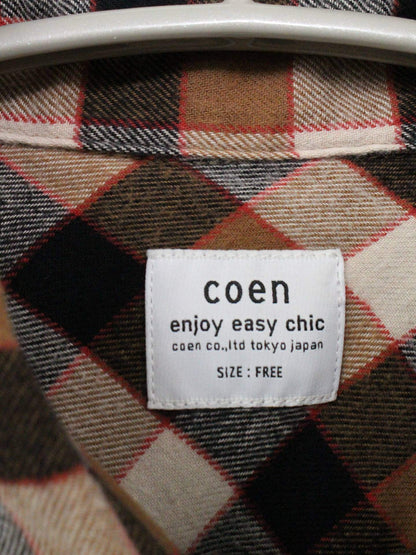 coen
enjoy easy chic
coen co.,ltd tokyo japan
SIZE : FREE